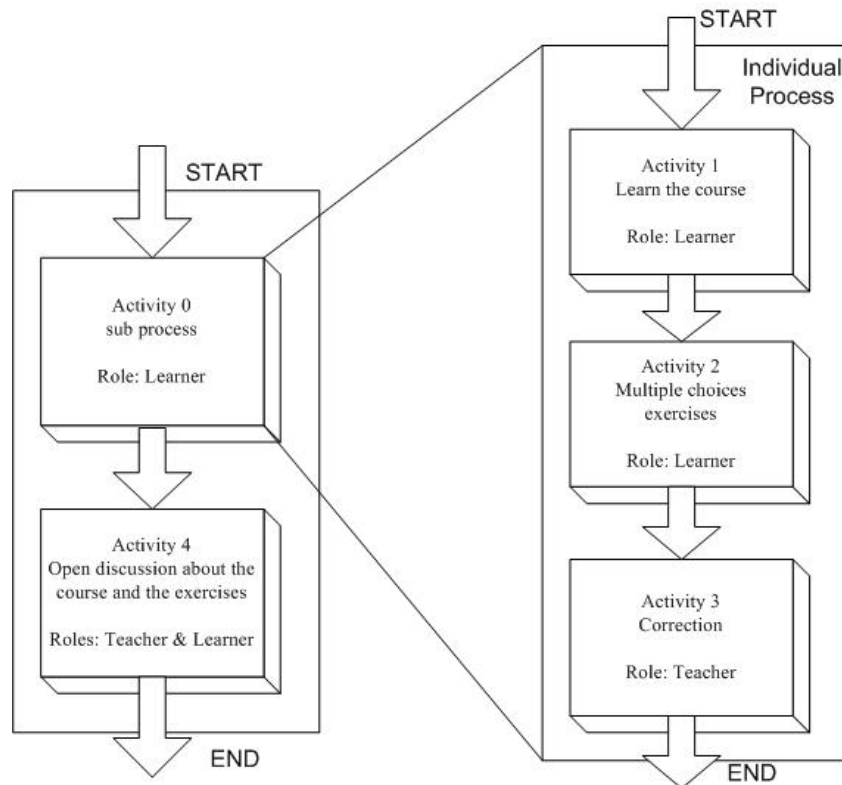 START
Activity 0
sub process
Role: Learner
Activity 4
Open discussion about the
course and the exercises
Roles: Teacher & Learner
END
START
Individual
Process
Activity 1
Learn the course
Role: Learner
Activity 2
Multiple choices
exercises
Role: Learner
Activity 3
Correction
Role: Teacher
END